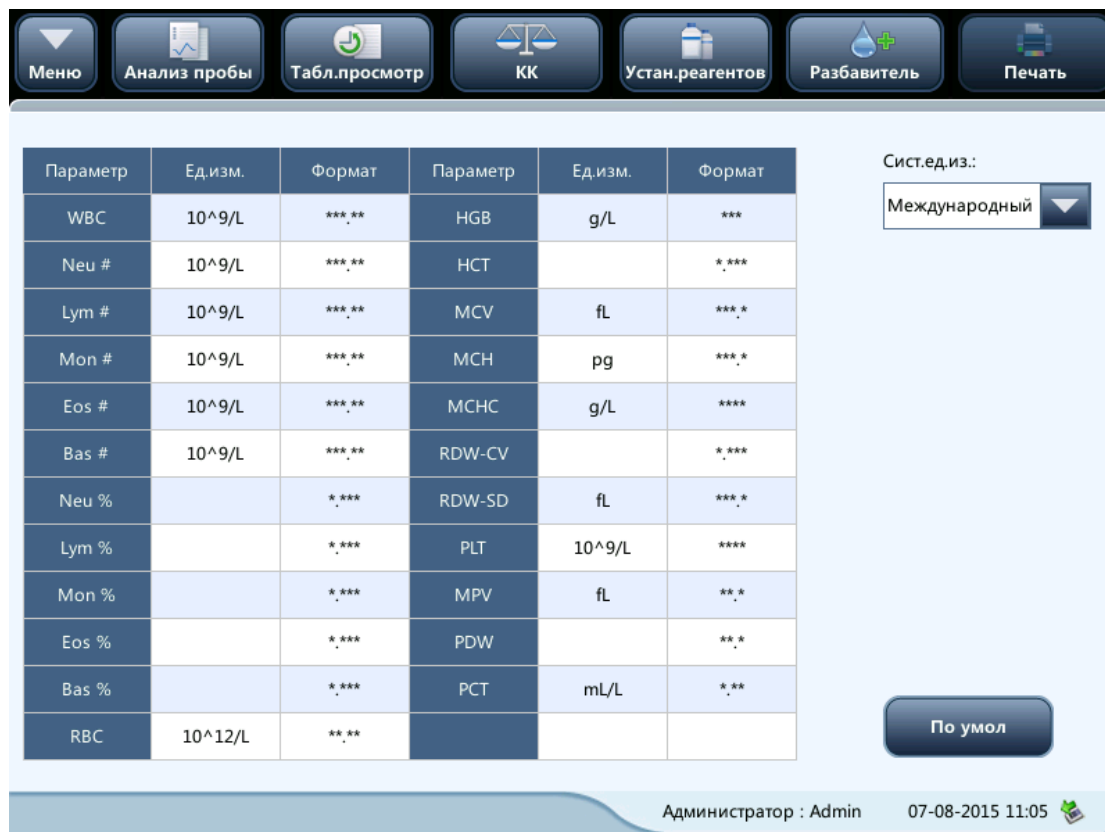 Меню Анализ пробы Табл.просмотр КК Устан.реагентов Разбавитель Печать
Параметр Ед.изм. Формат Параметр Ед.изм. Формат
Сист.ед.из.:
Международный
WBC 10^9/L ***.** HGB g/L ***
Neu # 10^9/L ***.** HCT *.***
Lym # 10^9/L ***.** MCV fL ***.*
Mon # 10^9/L ***.** MCH pg ***.*
Eos # 10^9/L ***.** MCHC g/L ****
Bas # 10^9/L ***.** RDW-CV *.***
Neu % *.*** RDW-SD fL ***.*
Lym % *.*** PLT 10^9/L ****
Mon % *.*** MPV fL **.*
Eos % *.*** PDW **.*
Bas % *.*** PCT mL/L *.**
RBC 10^12/L **.**
По умол
Администратор : Admin 07-08-2015 11:05